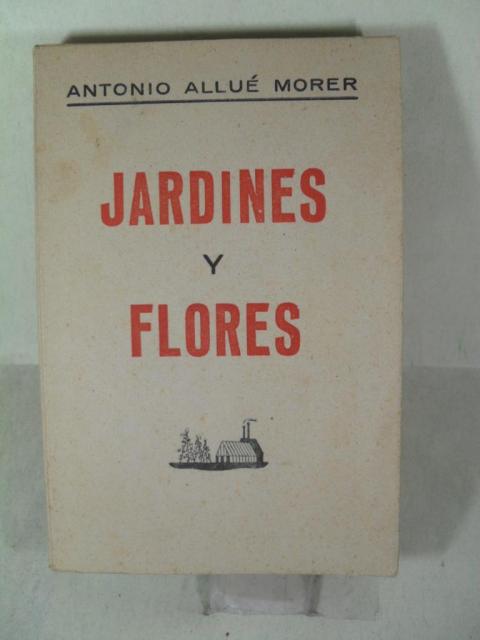 ANTONIO ALLUÉ MORER
JARDINES
Y
FLORES